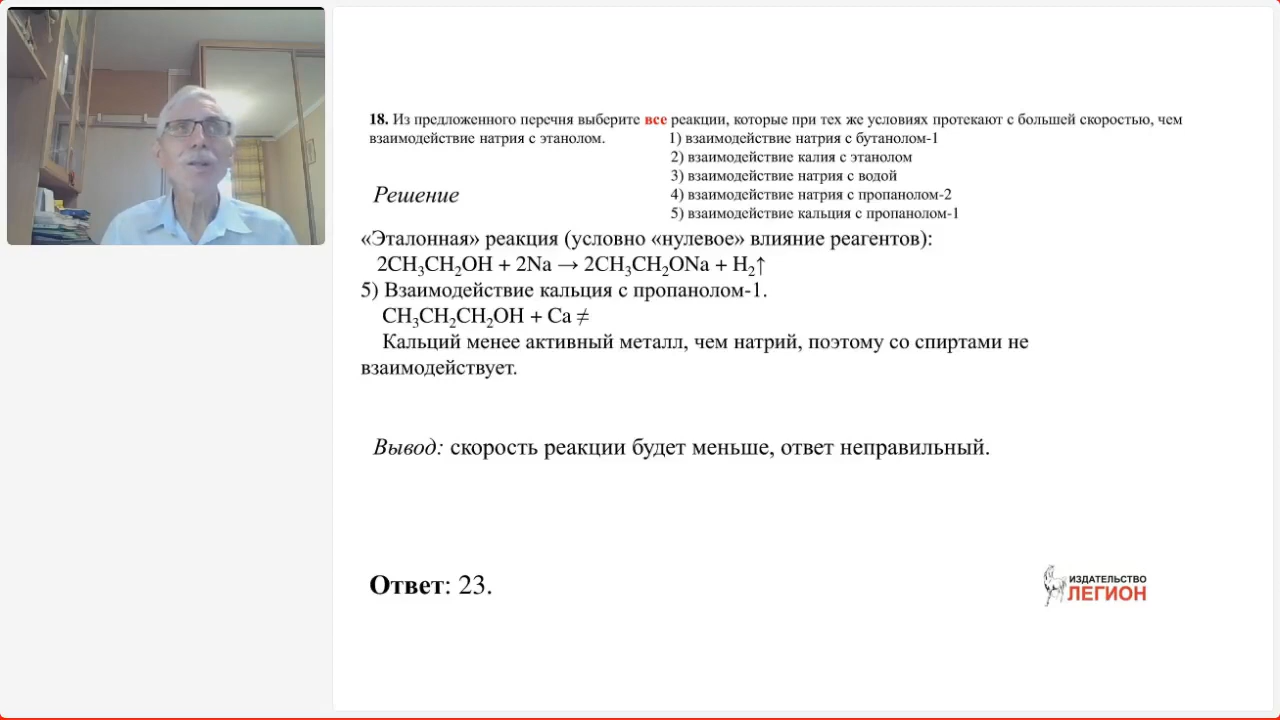 18. Из предложенного перечня выберите все реакции, которые при тех же условиях протекают с большей скоростью, чем
взаимодействие натрия с этанолом.
1) взаимодействие натрия с бутанолом-1
2) взаимодействие калия с этанолом
3) взаимодействие натрия с водой
4) взаимодействие натрия с пропанолом-2
5) взаимодействие кальция с пропанолом-1
Решение
«Эталонная» реакция (условно «нулевое» влияние реагентов):
2CH₃CH₂OH + 2Na → 2CH₃CH₂ONa + H₂↑
5) Взаимодействие кальция с пропанолом-1.
CH₃CH₂CH₂OH + Ca ≠
Кальций менее активный металл, чем натрий, поэтому со спиртами не
взаимодействует.
Вывод: скорость реакции будет меньше, ответ неправильный.
Ответ: 23.
ИЗДАТЕЛЬСТВО
ЛЕГИОН